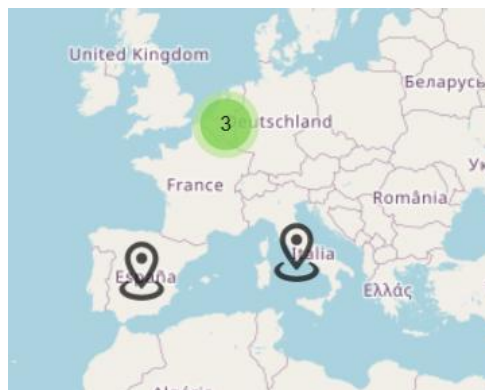 United Kingdom
Беларусь
3
eutschland
France
România
Italia
España
Ελλάς